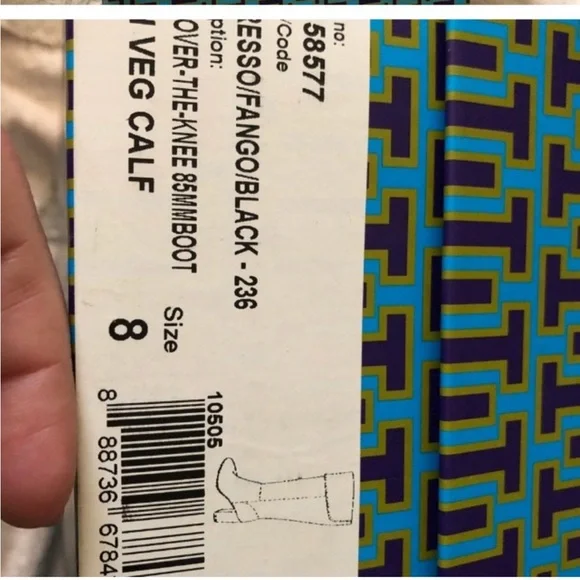 no:
58577
/Code
RESSO/FANGO/BLACK - 236
ption:
OVER-THE-KNEE 85MMBOOT
VEG CALF
Size
8
10505
8 88736 6784